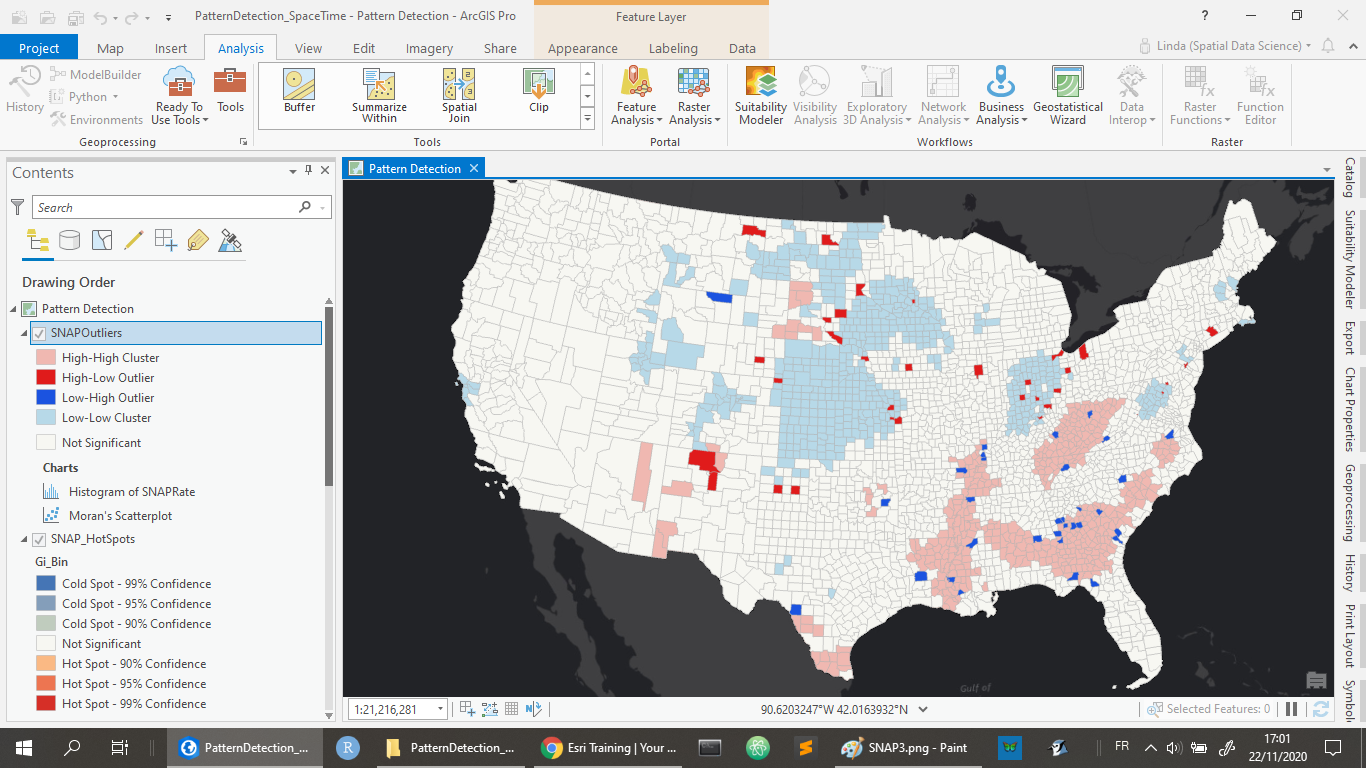 PatternDetection_SpaceTime - Pattern Detection - ArcGIS Pro
Feature Layer
?
Project
Map
Insert
Analysis
View
Edit
Imagery
Share
Appearance
Labeling
Data
Linda (Spatial Data Science)
History
ModelBuilder
Python
Environments
Ready To Use Tools
Tools
Geoprocessing
Buffer
Summarize Within
Spatial Join
Clip
Tools
Feature Analysis
Raster Analysis
Portal
Suitability Modeler
Visibility Analysis
Exploratory 3D Analysis
Network Analysis
Business Analysis
Geostatistical Wizard
Data Interop
Workflows
Raster Functions
Function Editor
Raster
Contents
Search
Drawing Order
Pattern Detection
SNAPOutliers
High-High Cluster
High-Low Outlier
Low-High Outlier
Low-Low Cluster
Not Significant
Charts
Histogram of SNAPRate
Moran's Scatterplot
SNAP_HotSpots
Gi_Bin
Cold Spot - 99% Confidence
Cold Spot - 95% Confidence
Cold Spot - 90% Confidence
Not Significant
Hot Spot - 90% Confidence
Hot Spot - 95% Confidence
Hot Spot - 99% Confidence
Pattern Detection
Gulf of
1:21,216,281
90.6203247°W 42.0163932°N
Selected Features: 0
Catalog
Suitability Modeler
Export
Chart Properties
Geoprocessing
History
Print Layout
Symbol
PatternDetection_...
R
PatternDetection_...
Esri Training | Your ...
SNAP3.png - Paint
FR
17:01
22/11/2020